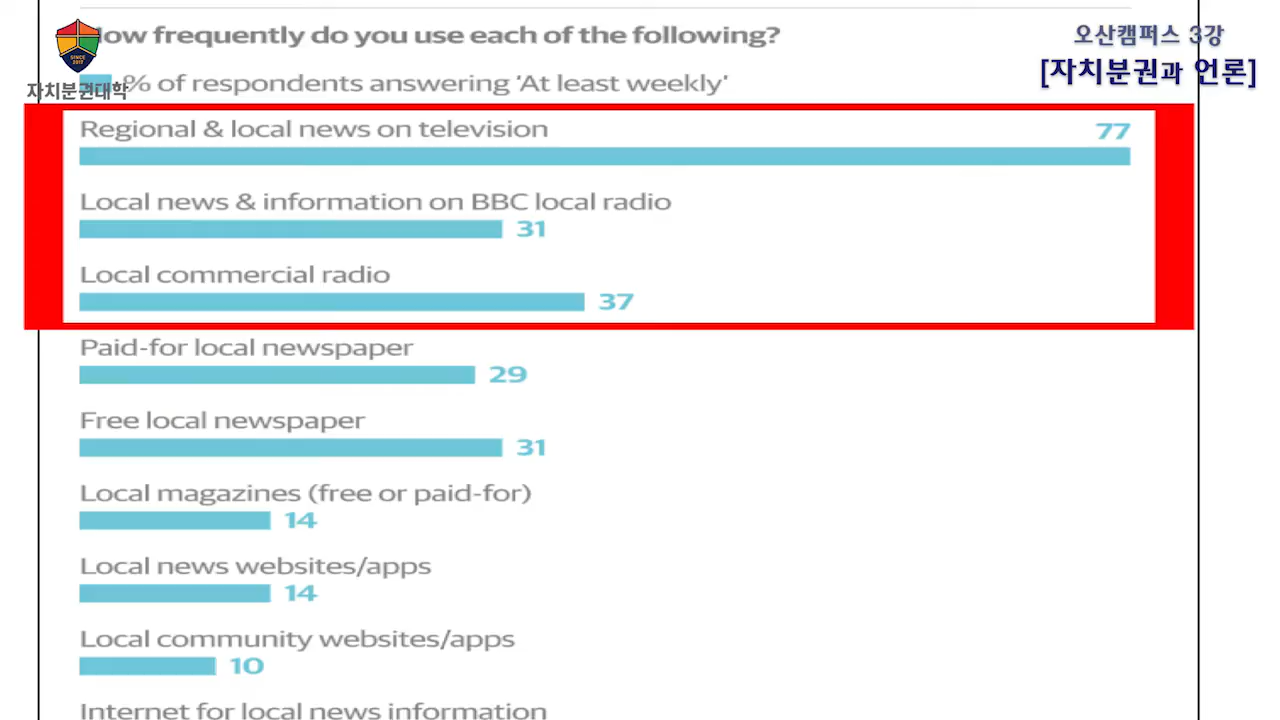 How frequently do you use each of the following?
% of respondents answering 'At least weekly'
SINCE
2017
자치분권대학
오산캠퍼스 3강
[자치분권과 언론]
Regional & local news on television
77
Local news & information on BBC local radio
31
Local commercial radio
37
Paid-for local newspaper
29
Free local newspaper
31
Local magazines (free or paid-for)
14
Local news websites/apps
14
Local community websites/apps
10
Internet for local news information